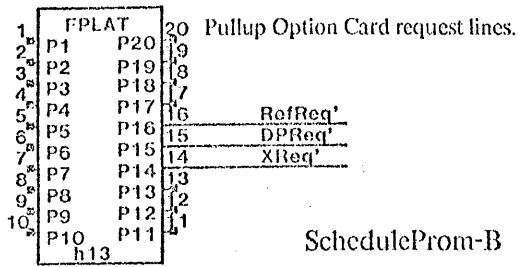 FPLAT
20 Pullup Option Card request lines.
1 P1 P20 19
2 P2 P19 18
3 P3 P18 17
4 P4 P17 16 RefReq'
5 P5 P16 15 DPReq'
6 P6 P15 14 XReq'
7 P7 P14 13
8 P8 P13 12
9 P9 P12 11
10 P10 P11
h13
ScheduleProm-B